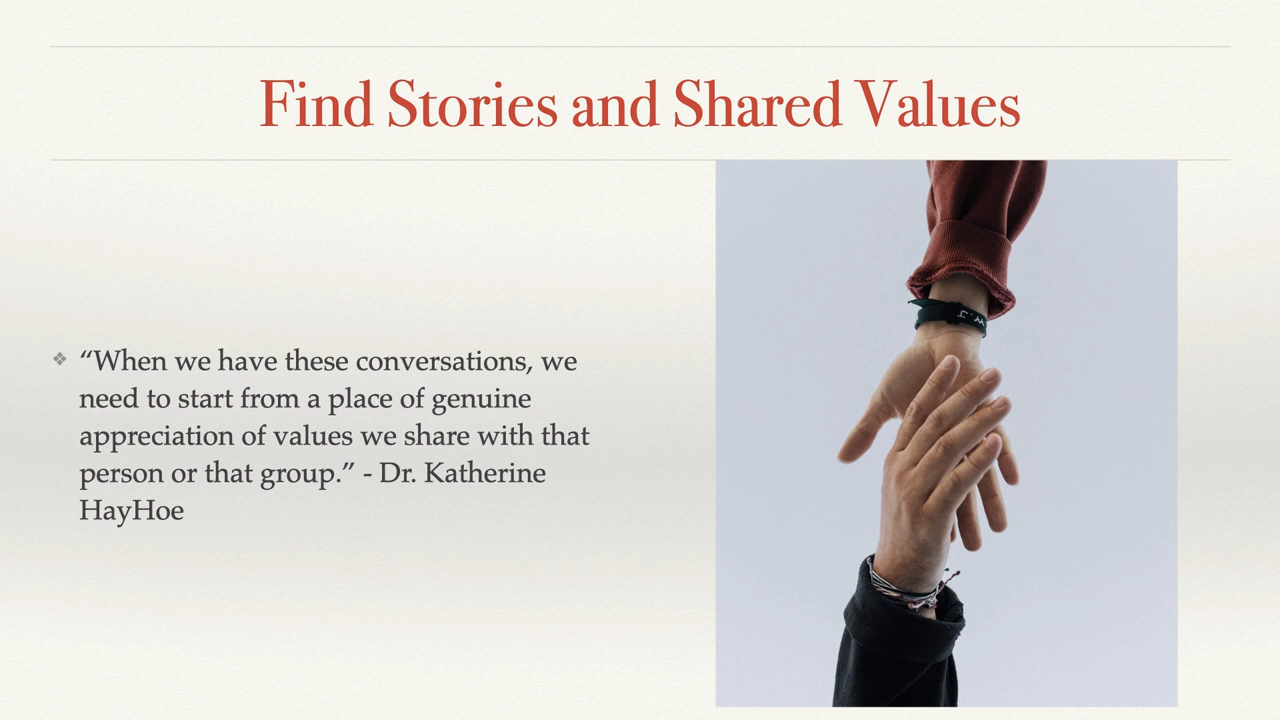 Find Stories and Shared Values
“When we have these conversations, we
need to start from a place of genuine
appreciation of values we share with that
person or that group.” - Dr. Katherine
HayHoe